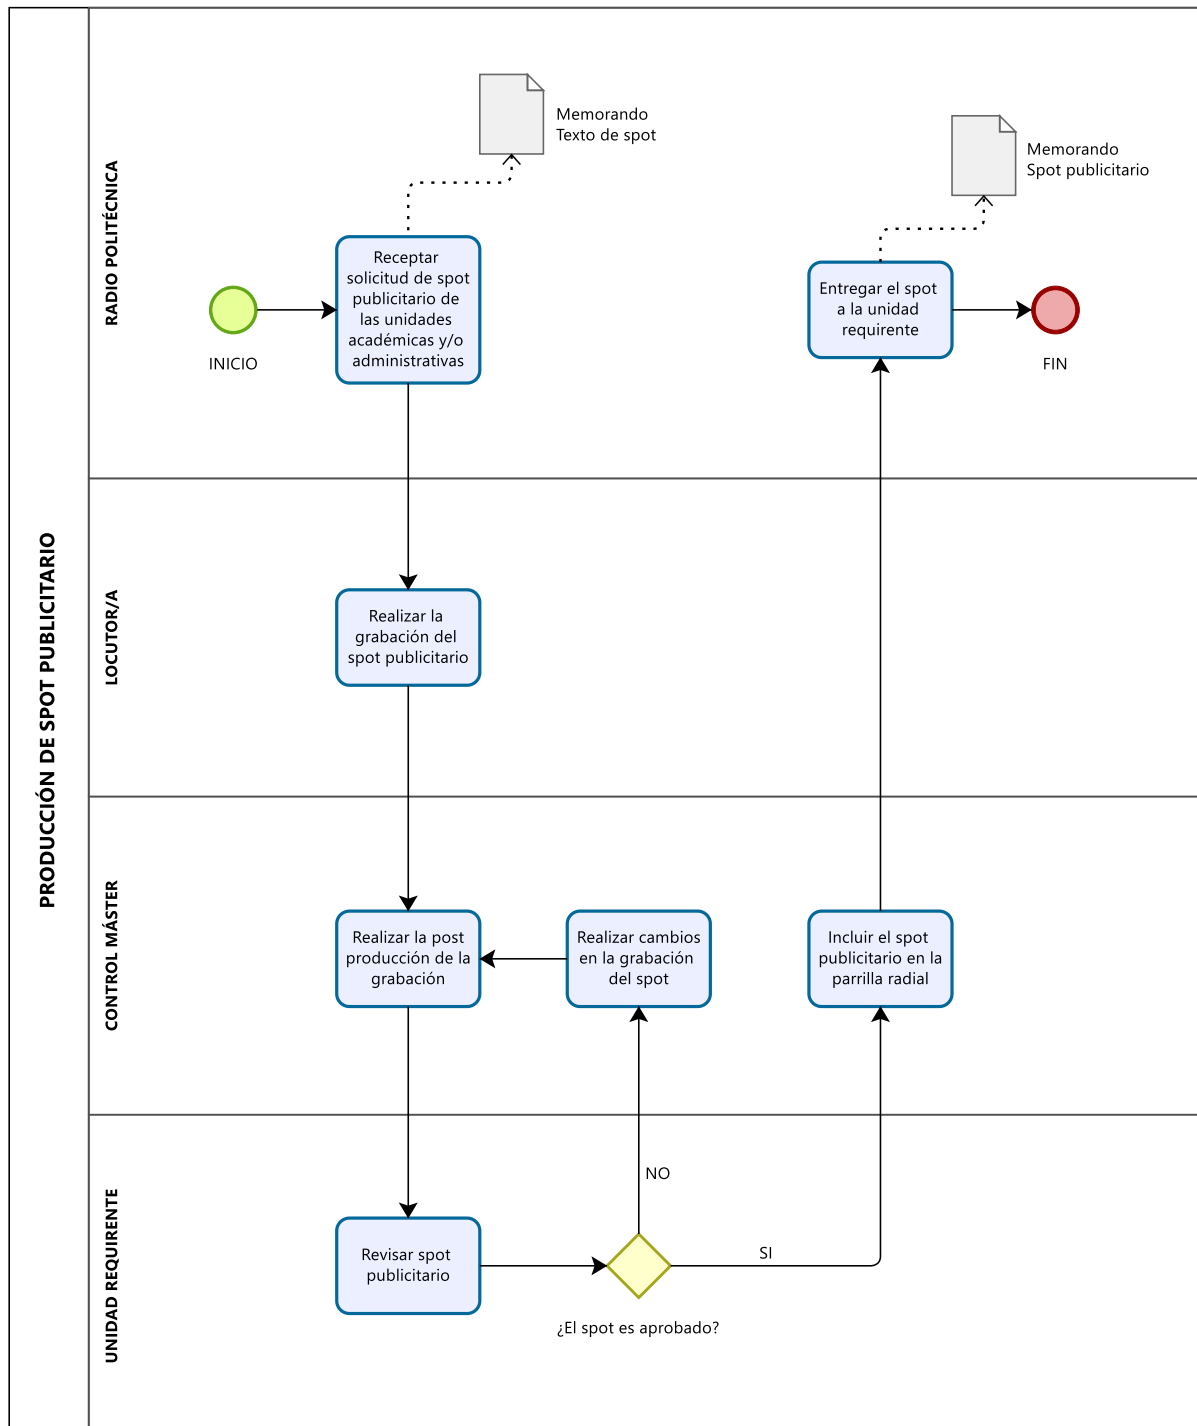 PRODUCCIÓN DE SPOT PUBLICITARIO
RADIO POLITÉCNICA
Memorando
Texto de spot
Memorando
Spot publicitario
INICIO
Receptar
solicitud de spot
publicitario de
las unidades
académicas y/o
administrativas
Entregar el spot
a la unidad
requirente
FIN
LOCUTOR/A
Realizar la
grabación del
spot publicitario
CONTROL MÁSTER
Realizar la post
producción de la
grabación
Realizar cambios
en la grabación
del spot
Incluir el spot
publicitario en la
parrilla radial
UNIDAD REQUIRENTE
Revisar spot
publicitario
NO
SI
¿El spot es aprobado?